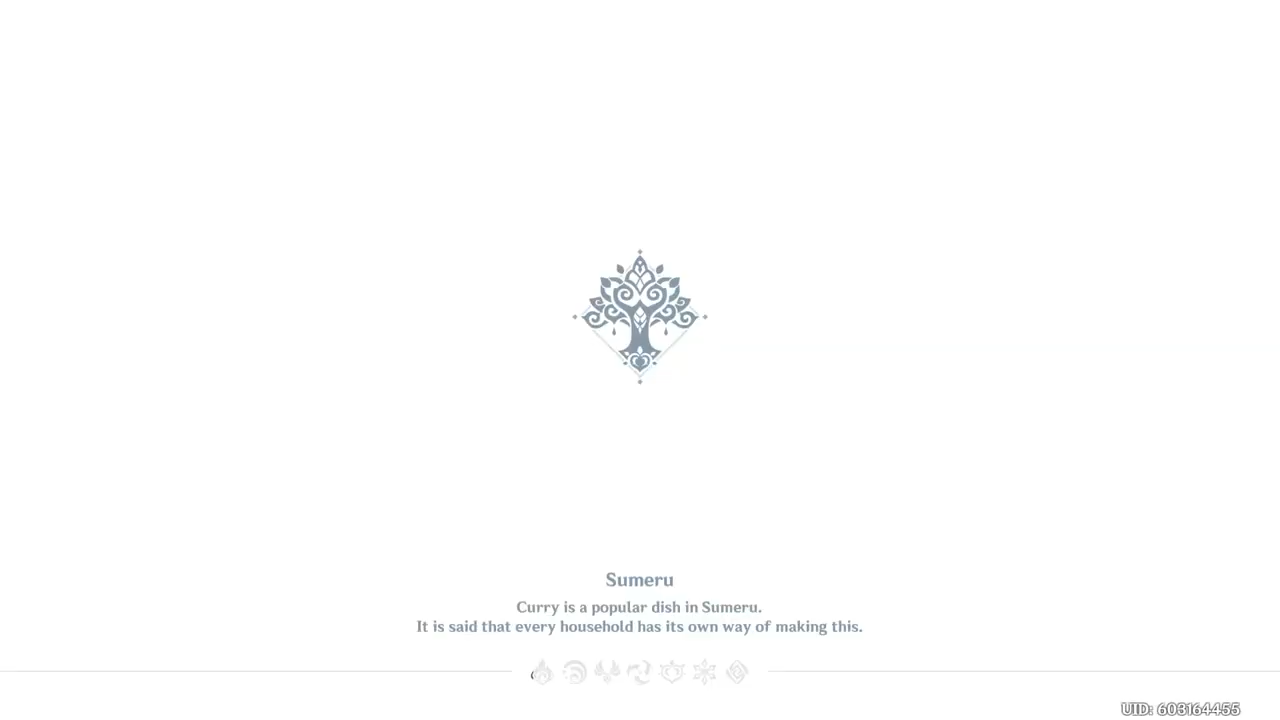 Sumeru
Curry is a popular dish in Sumeru.
It is said that every household has its own way of making this.
UID: 603164455